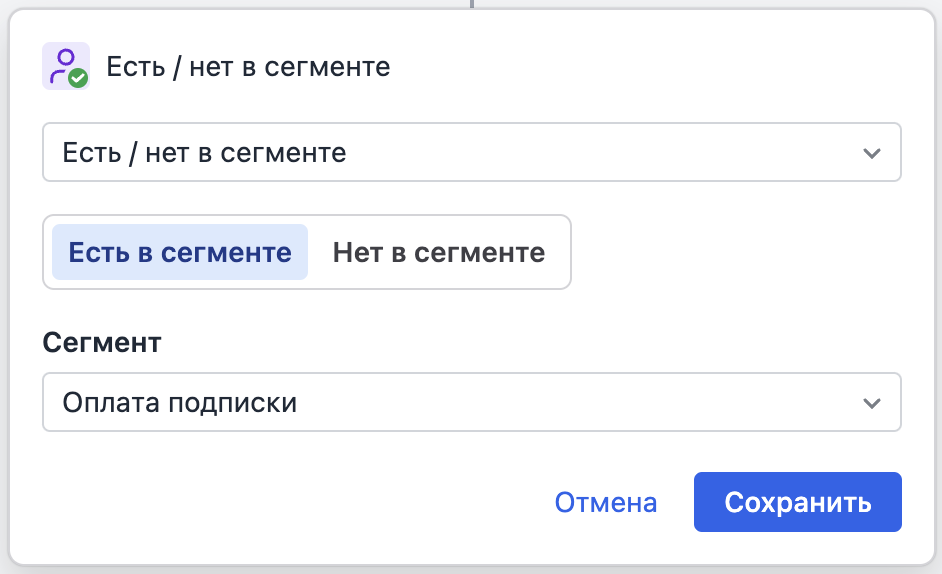 Есть / нет в сегменте
Есть / нет в сегменте
Есть в сегменте Нет в сегменте
Сегмент
Оплата подписки
Отмена Сохранить